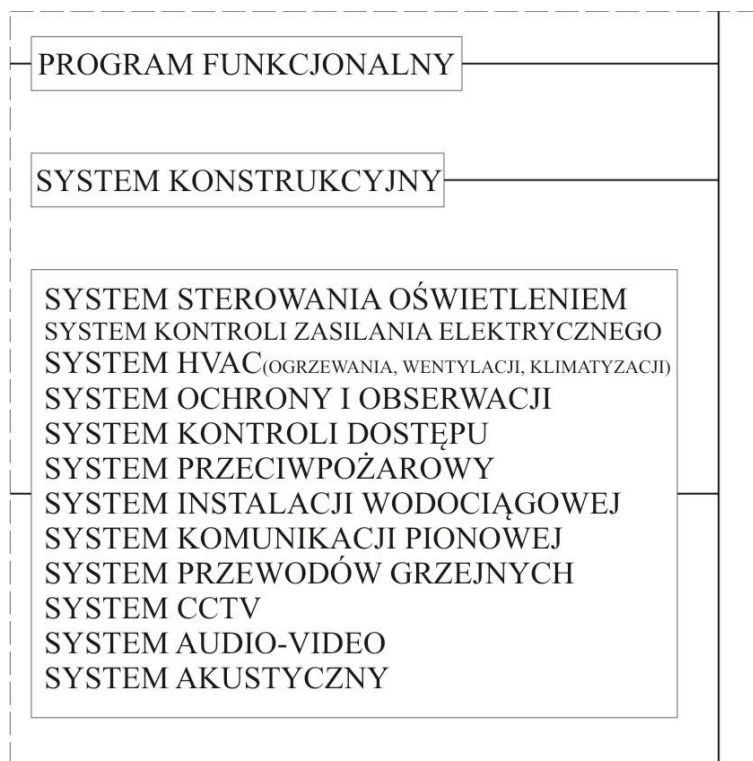 PROGRAM FUNKCJONALNY
SYSTEM KONSTRUKCYJNY
SYSTEM STEROWANIA OŚWIETLENIEM
SYSTEM KONTROLI ZASILANIA ELEKTRYCZNEGO
SYSTEM HVAC(OGRZEWANIA, WENTYLACJI, KLIMATYZACJI)
SYSTEM OCHRONY I OBSERWACJI
SYSTEM KONTROLI DOSTĘPU
SYSTEM PRZECIWPOŻAROWY
SYSTEM INSTALACJI WODOCIĄGOWEJ
SYSTEM KOMUNIKACJI PIONOWEJ
SYSTEM PRZEWODÓW GRZEJNYCH
SYSTEM CCTV
SYSTEM AUDIO-VIDEO
SYSTEM AKUSTYCZNY